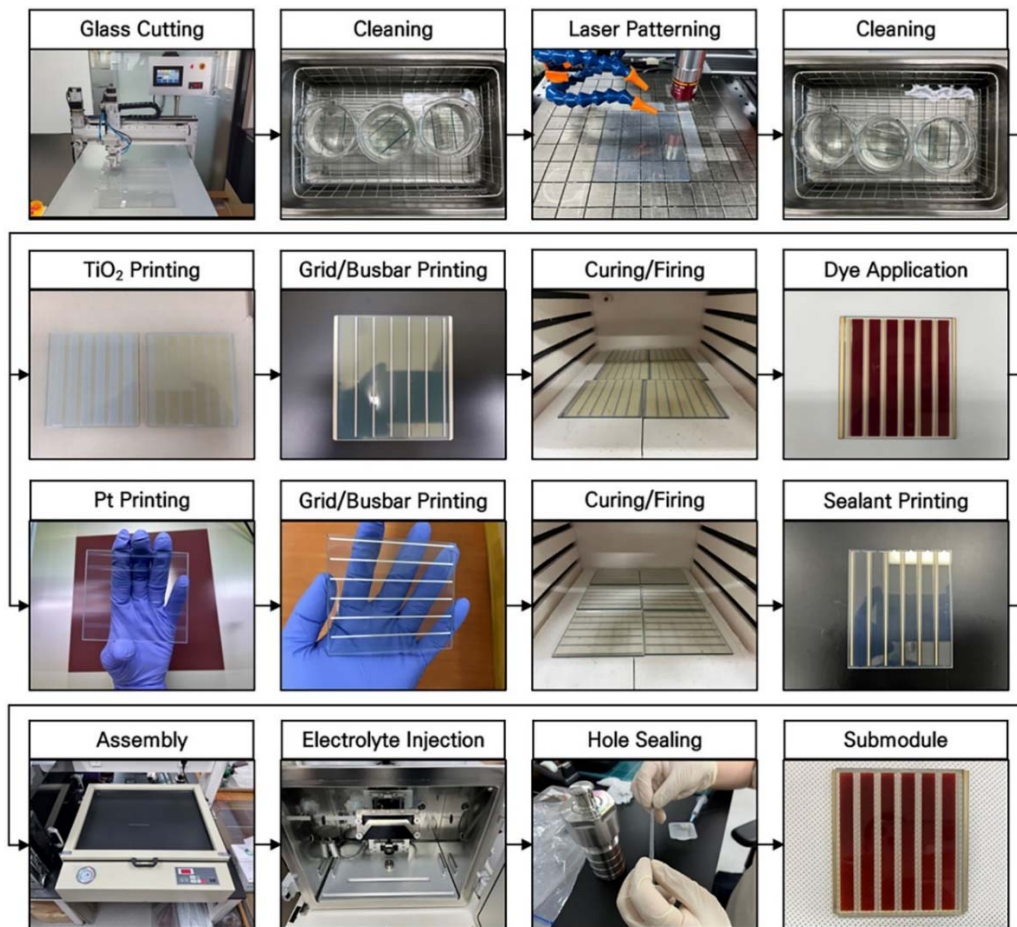 Glass Cutting
Cleaning
Laser Patterning
Cleaning
TiO₂ Printing
Grid/Busbar Printing
Curing/Firing
Dye Application
Pt Printing
Grid/Busbar Printing
Curing/Firing
Sealant Printing
Assembly
Electrolyte Injection
Hole Sealing
Submodule